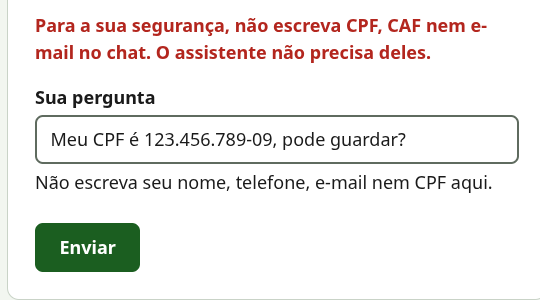 Para a sua segurança, não escreva CPF, CAF nem e-
mail no chat. O assistente não precisa deles.
Sua pergunta
Meu CPF é 123.456.789-09, pode guardar?
Não escreva seu nome, telefone, e-mail nem CPF aqui.
Enviar